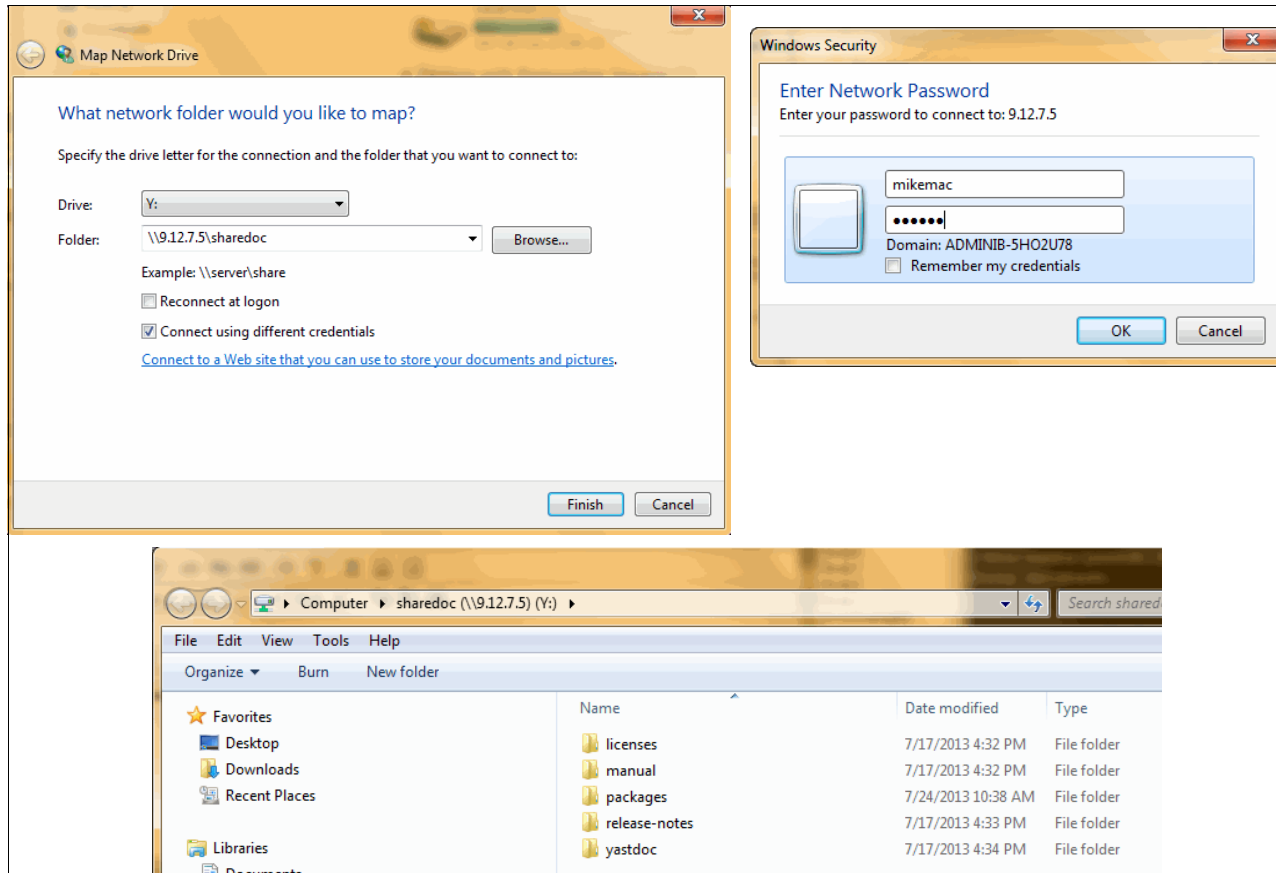 Map Network Drive
What network folder would you like to map?
Specify the drive letter for the connection and the folder that you want to connect to:
Drive: Y:
Folder: \\9.12.7.5\sharedoc Browse...
Example: \\server\share
Reconnect at logon
Connect using different credentials
Connect to a Web site that you can use to store your documents and pictures.
Finish Cancel
Windows Security
Enter Network Password
Enter your password to connect to: 9.12.7.5
mikemac
••••••
Domain: ADMINIB-5HO2U78
Remember my credentials
OK Cancel
Computer sharedoc (\\9.12.7.5) (Y:) Search shared
File Edit View Tools Help
Organize Burn New folder
Name Date modified Type
Favorites
Desktop
Downloads
Recent Places
Libraries
Documents
licenses 7/17/2013 4:32 PM File folder
manual 7/17/2013 4:32 PM File folder
packages 7/24/2013 10:38 AM File folder
release-notes 7/17/2013 4:33 PM File folder
yastdoc 7/17/2013 4:34 PM File folder